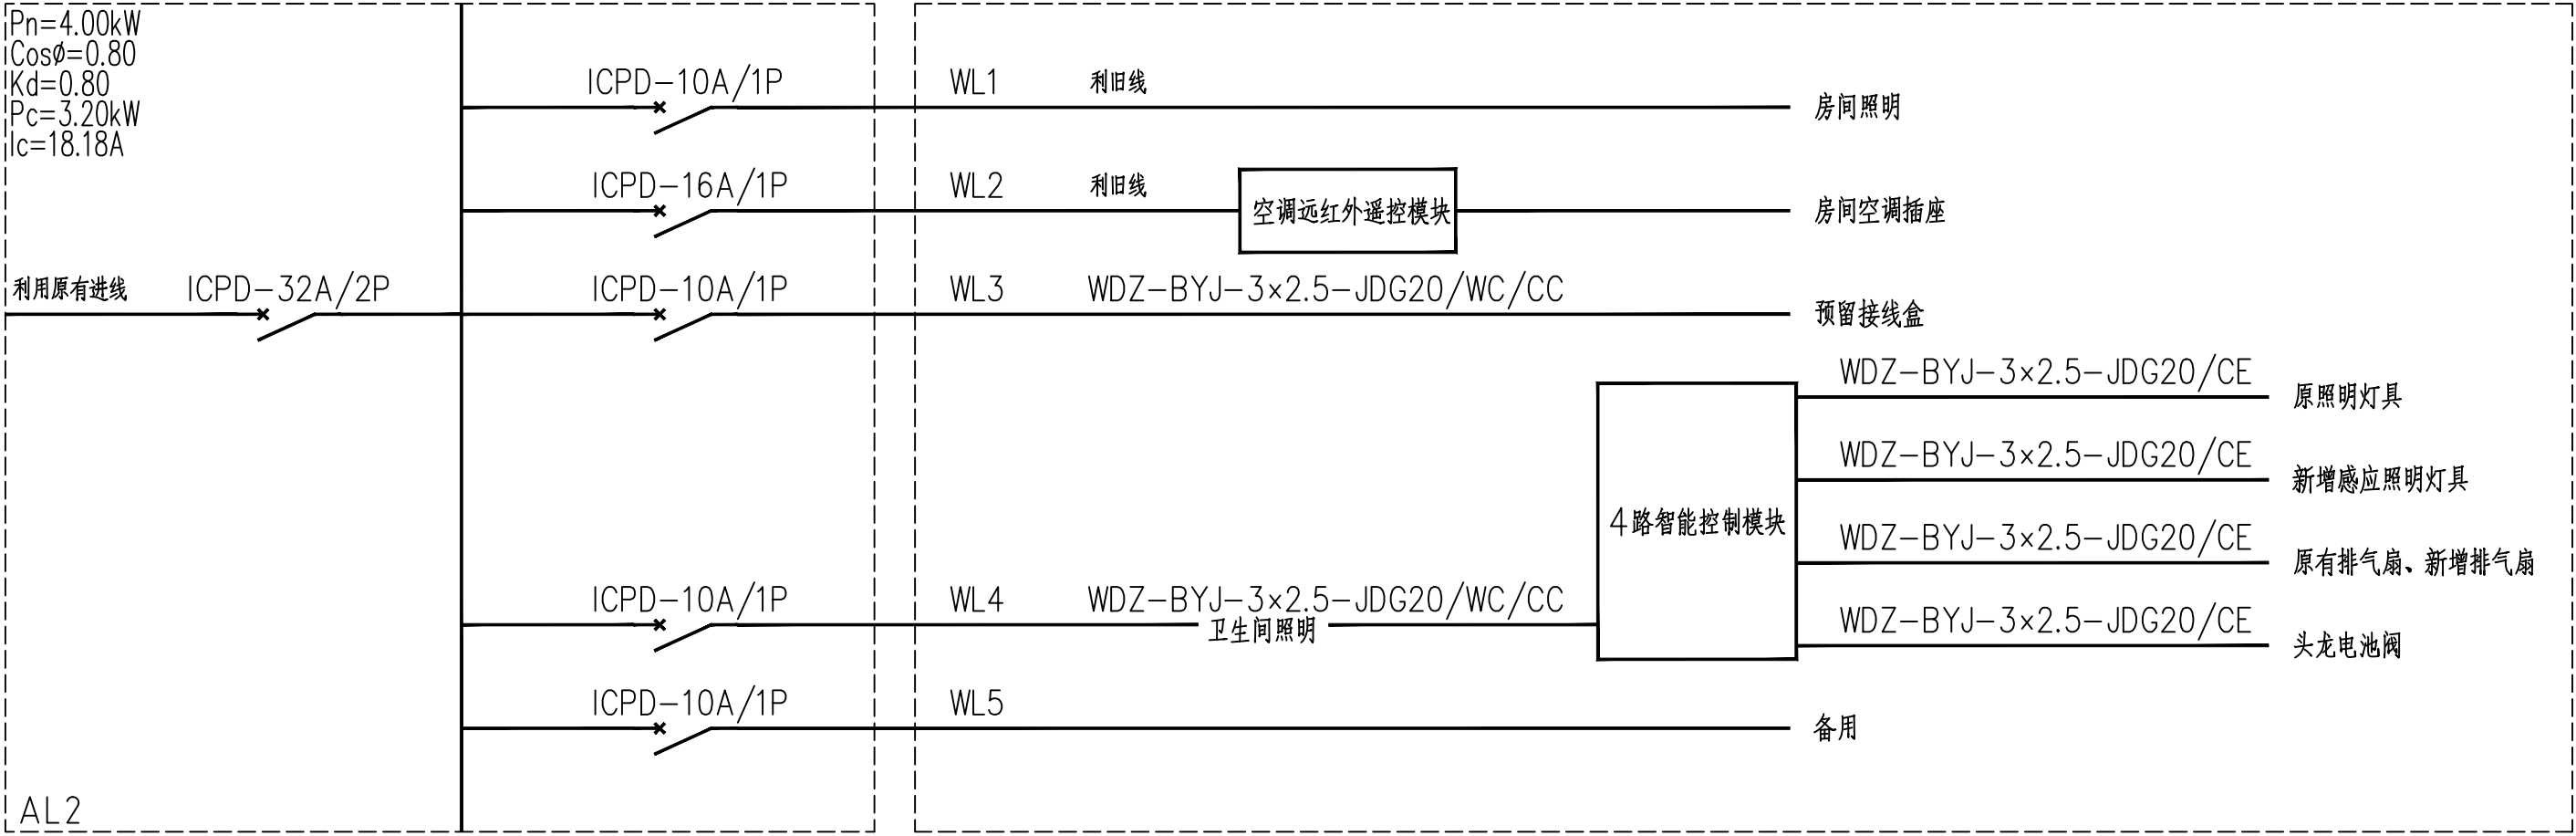 Pn=4.00kW
Cosø=0.80
Kd=0.80
Pc=3.20kW
Ic=18.18A
ICPD-10A/1P WL1 利旧线 房间照明
ICPD-16A/1P WL2 利旧线 空调远红外遥控模块 房间空调插座
利用原有进线 ICPD-32A/2P ICPD-10A/1P WL3 WDZ-BYJ-3×2.5-JDG20/WC/CC 预留接线盒
WDZ-BYJ-3×2.5-JDG20/CE 原照明灯具
WDZ-BYJ-3×2.5-JDG20/CE 新增感应照明灯具
4路智能控制模块
WDZ-BYJ-3×2.5-JDG20/CE 原有排气扇、新增排气扇
ICPD-10A/1P WL4 WDZ-BYJ-3×2.5-JDG20/WC/CC
卫生间照明
WDZ-BYJ-3×2.5-JDG20/CE 头龙电池阀
ICPD-10A/1P WL5 备用
AL2